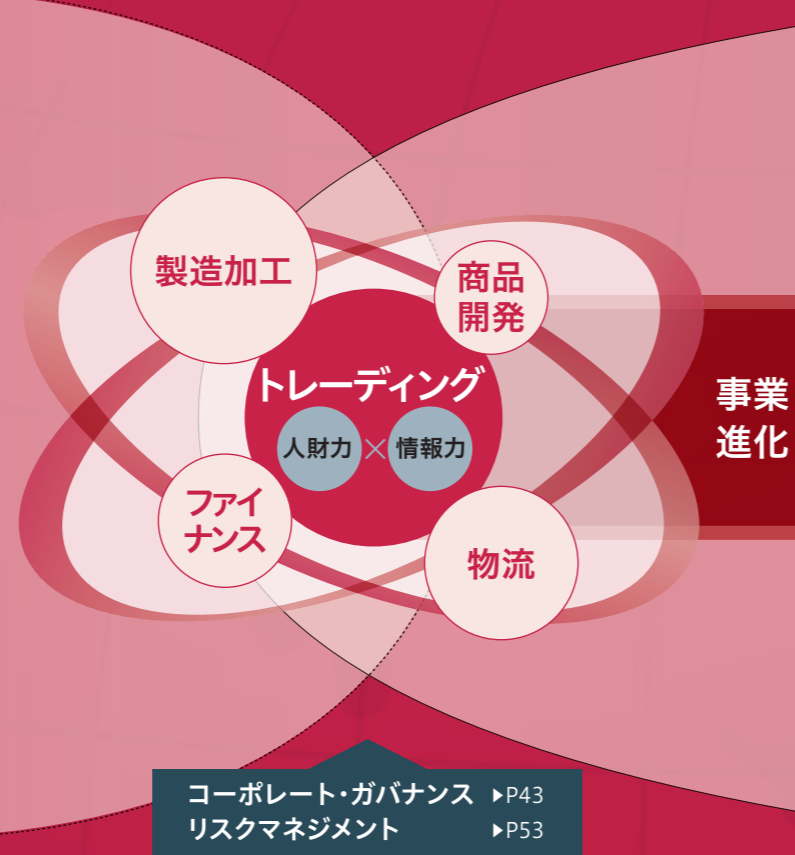 製造加工
商品
開発
トレーディング
人財力×情報力
事業
進化
ファイ
ナンス
物流
コーポレート・ガバナンス ▶P43
リスクマネジメント ▶P53